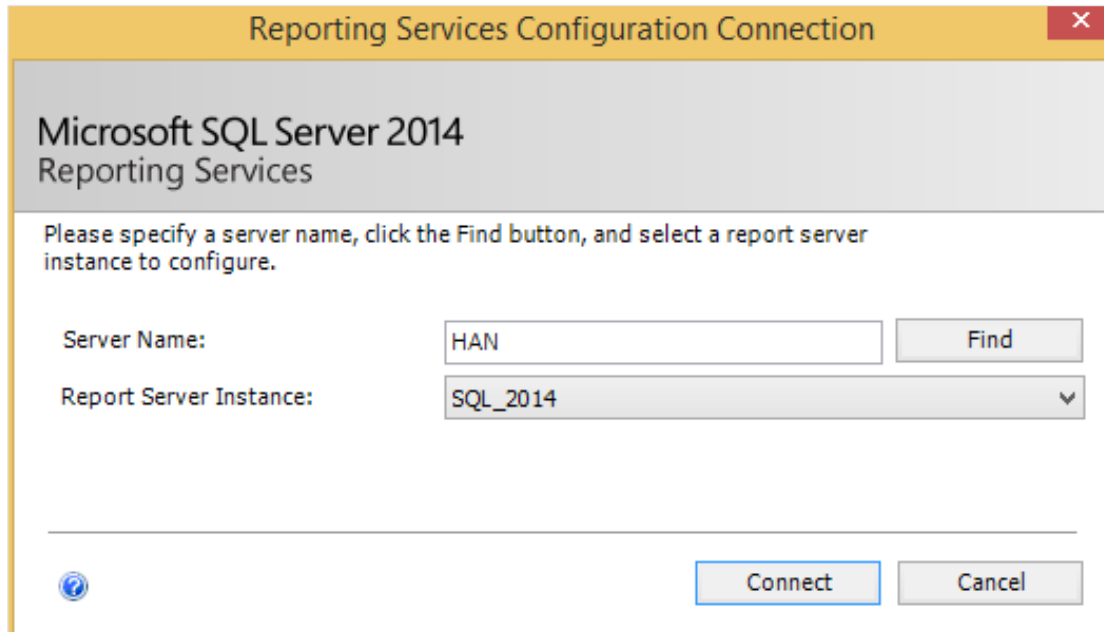 Reporting Services Configuration Connection
Microsoft SQL Server 2014
Reporting Services
Please specify a server name, click the Find button, and select a report server
instance to configure.
Server Name:
HAN
Find
Report Server Instance:
SQL_2014
Connect
Cancel